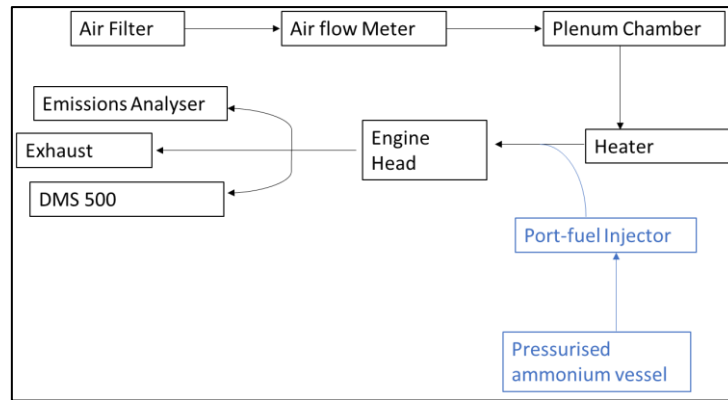 Air Filter
Air flow Meter
Plenum Chamber
Emissions Analyser
Exhaust
Engine
Head
Heater
DMS 500
Port-fuel Injector
Pressurised
ammonium vessel